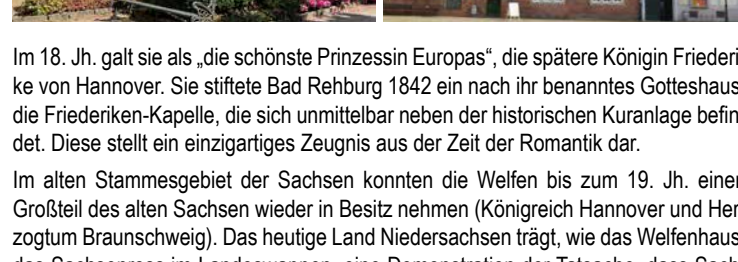 Im 18. Jh. galt sie als „die schönste Prinzessin Europas“, die spätere Königin Friederi
ke von Hannover. Sie stiftete Bad Rehburg 1842 ein nach ihr benanntes Gotteshaus
die Friederiken-Kapelle, die sich unmittelbar neben der historischen Kuranlage befin
det. Diese stellt ein einzigartiges Zeugnis aus der Zeit der Romantik dar.
Im alten Stammesgebiet der Sachsen konnten die Welfen bis zum 19. Jh. einen
Großteil des alten Sachsen wieder in Besitz nehmen (Königreich Hannover und Her
zogtum Braunschweig). Das heutige Land Niedersachsen trägt, wie das Welfenhaus
das Sachsenross im Landeswappen, eine Demonstration der Tatsache, dass Sach